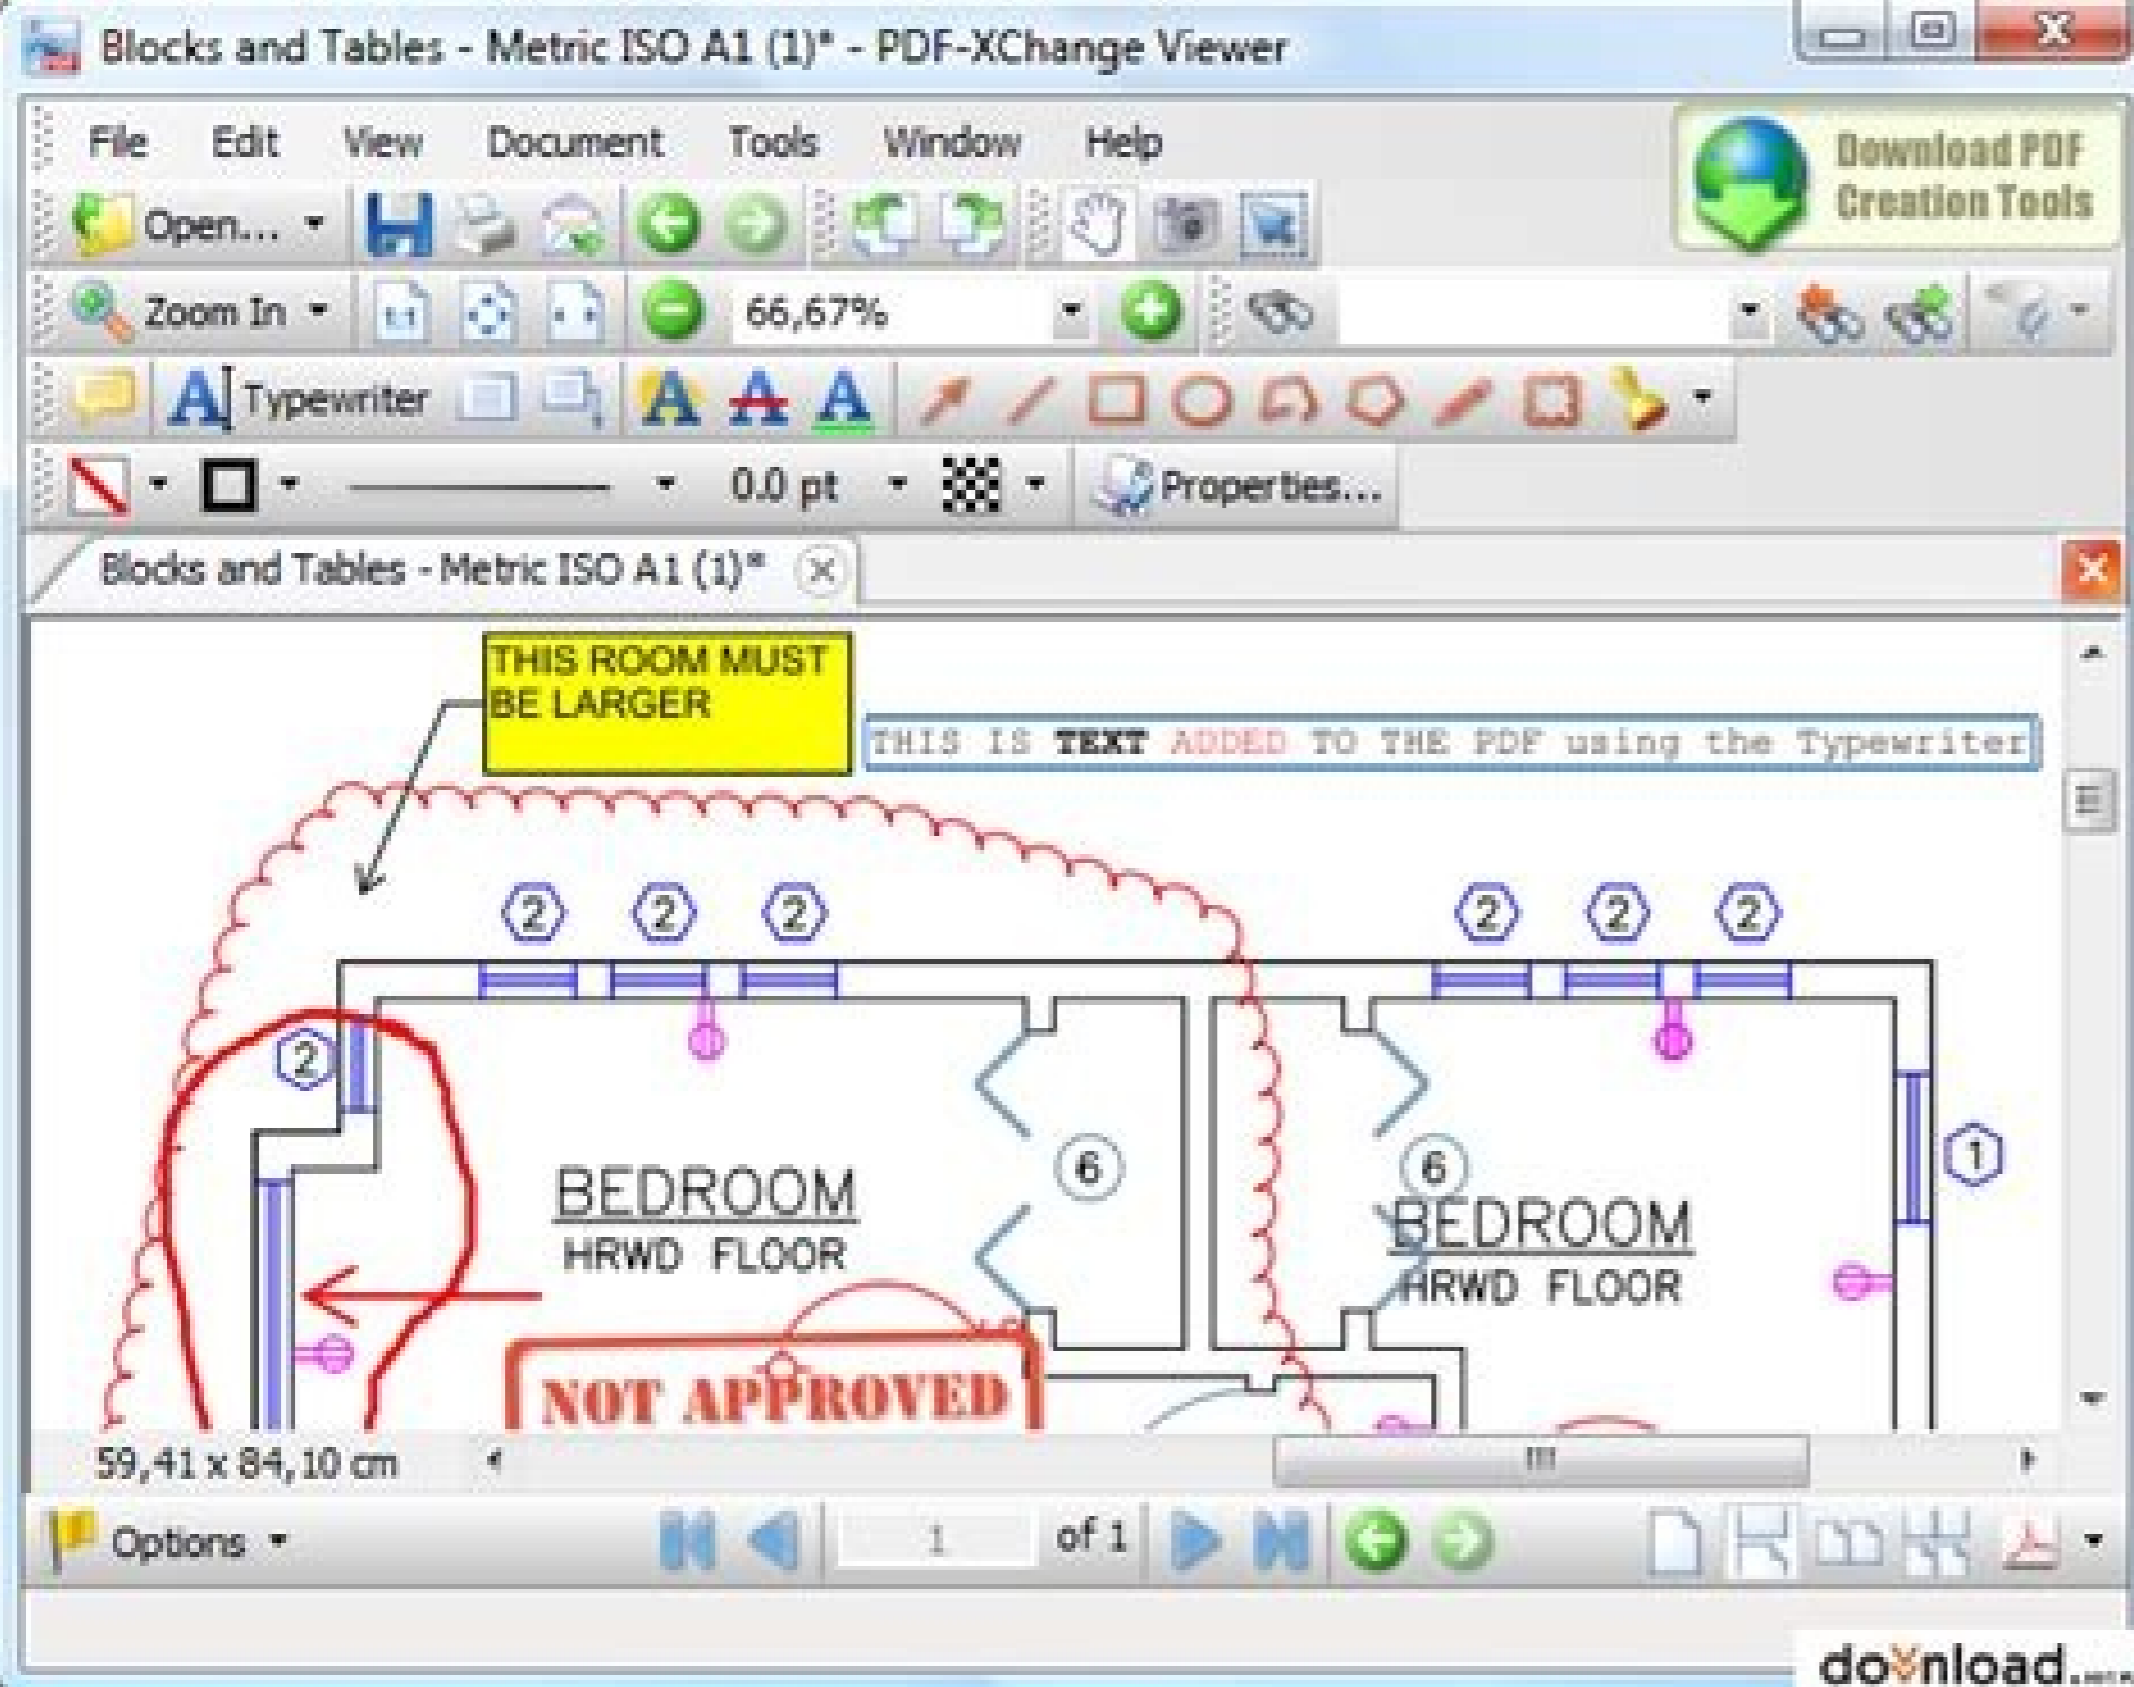 Blocks and Tables - Metric ISO A1 (1)* - PDF-XChange Viewer
File Edit View Document Tools Window Help
Download PDF
Creation Tools
Open...
Zoom In 1:1 66,67%
Typewriter
0.0 pt Properties...
Blocks and Tables - Metric ISO A1 (1)*
THIS ROOM MUST
BE LARGER
THIS IS TEXT ADDED TO THE PDF using the Typewriter
2 2 2 2 2 2
2
6 6 1
BEDROOM
HRWD FLOOR
BEDROOM
HRWD FLOOR
NOT APPROVED
59,41 x 84,10 cm
Options 1 of 1
download.